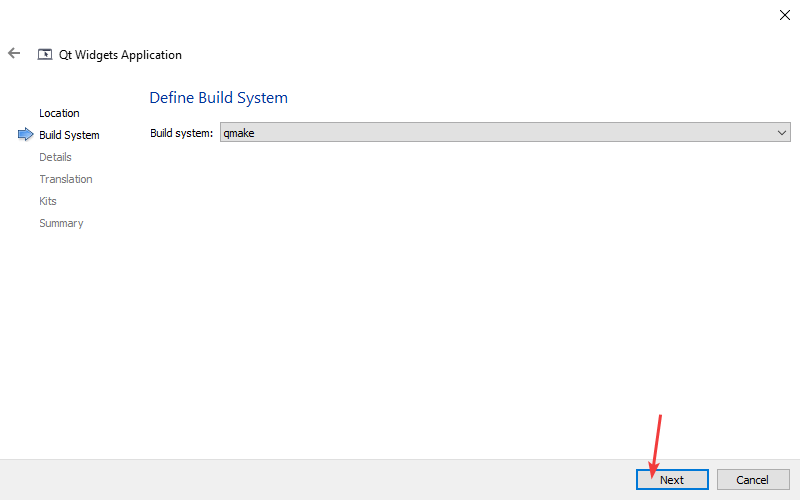 Qt Widgets Application
Location
Build System
Details
Translation
Kits
Summary
Define Build System
Build system: qmake
Next
Cancel